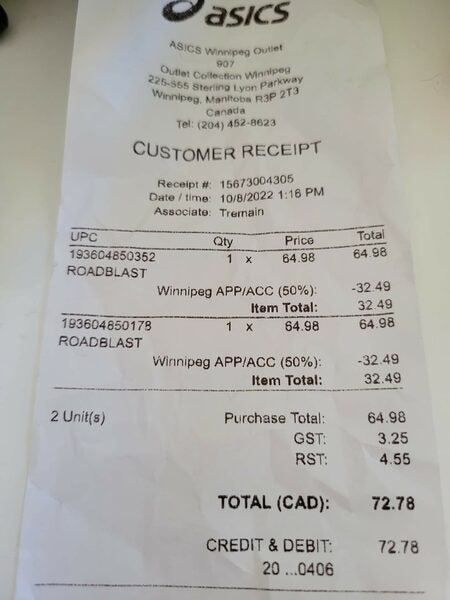 asics
ASICS Winnipeg Outlet
907
Outlet Collection Winnipeg
225-555 Sterling Lyon Parkway
Winnipeg, Manitoba R3P 2T3
Canada
Tel: (204) 452-8623
CUSTOMER RECEIPT
Receipt #: 15673004305
Date / time: 10/8/2022 1:16 PM
Associate: Tremain
UPC Qty Price Total
193604850352 1 x 64.98 64.98
ROADBLAST
Winnipeg APP/ACC (50%): -32.49
Item Total: 32.49
193604850178 1 x 64.98 64.98
ROADBLAST
Winnipeg APP/ACC (50%): -32.49
Item Total: 32.49
2 Unit(s) Purchase Total: 64.98
GST: 3.25
RST: 4.55
TOTAL (CAD): 72.78
CREDIT & DEBIT: 72.78
20 ...0406